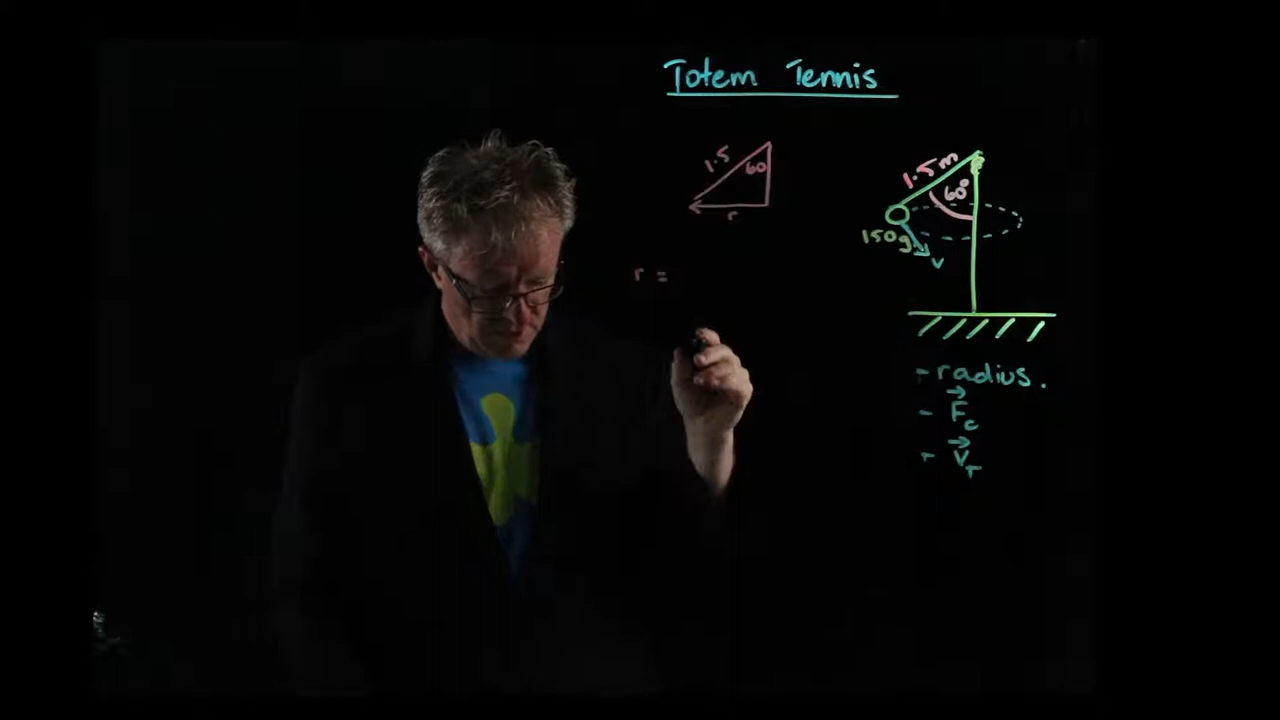 Totem Tennis
1.5
60
r
r =
1.5m
60°
150g
v
- radius.
- F⃗c
- v⃗T